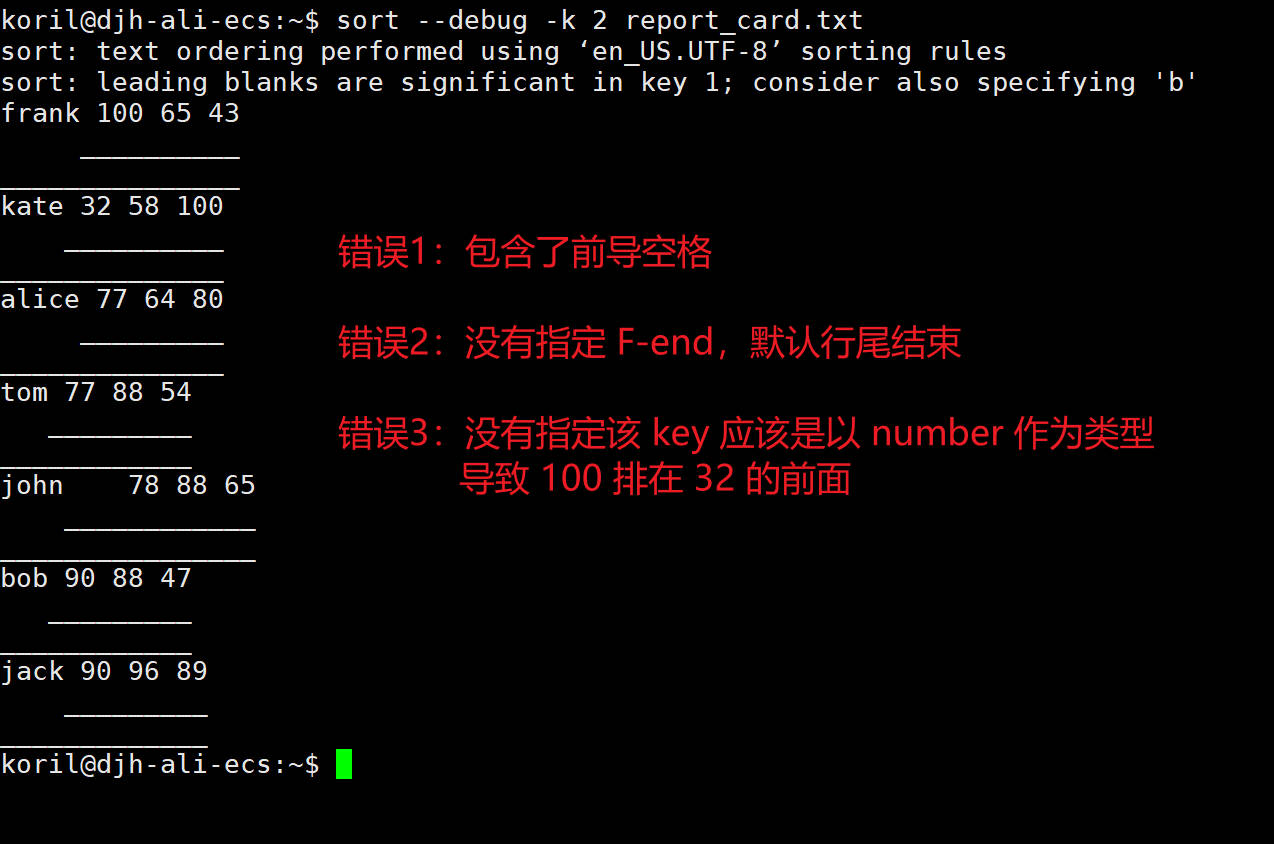 koril@djh-ali-ecs:~$ sort --debug -k 2 report_card.txt
sort: text ordering performed using ‘en_US.UTF-8’ sorting rules
sort: leading blanks are significant in key 1; consider also specifying 'b'
frank 100 65 43
     __________
_______________
kate 32 58 100
    __________
______________
错误1：包含了前导空格
alice 77 64 80
     _________
______________
错误2：没有指定 F-end，默认行尾结束
tom 77 88 54
   _________
____________
错误3：没有指定该 key 应该是以 number 作为类型
导致 100 排在 32 的前面
john    78 88 65
    ____________
________________
bob 90 88 47
   _________
____________
jack 90 96 89
    _________
_____________
koril@djh-ali-ecs:~$